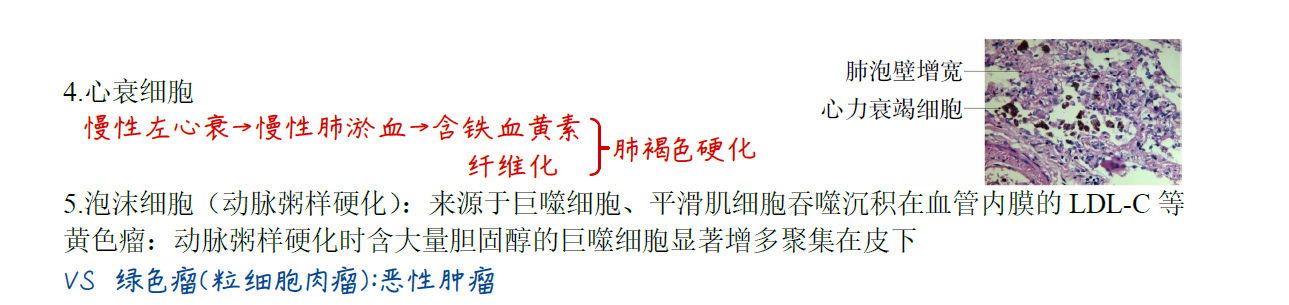 4.心衰细胞
慢性左心衰→慢性肺淤血→含铁血黄素
纤维化
肺褐色硬化
肺泡壁增宽
心力衰竭细胞
5.泡沫细胞（动脉粥样硬化）：来源于巨噬细胞、平滑肌细胞吞噬沉积在血管内膜的 LDL-C 等
黄色瘤：动脉粥样硬化时含大量胆固醇的巨噬细胞显著增多聚集在皮下
VS 绿色瘤(粒细胞肉瘤):恶性肿瘤